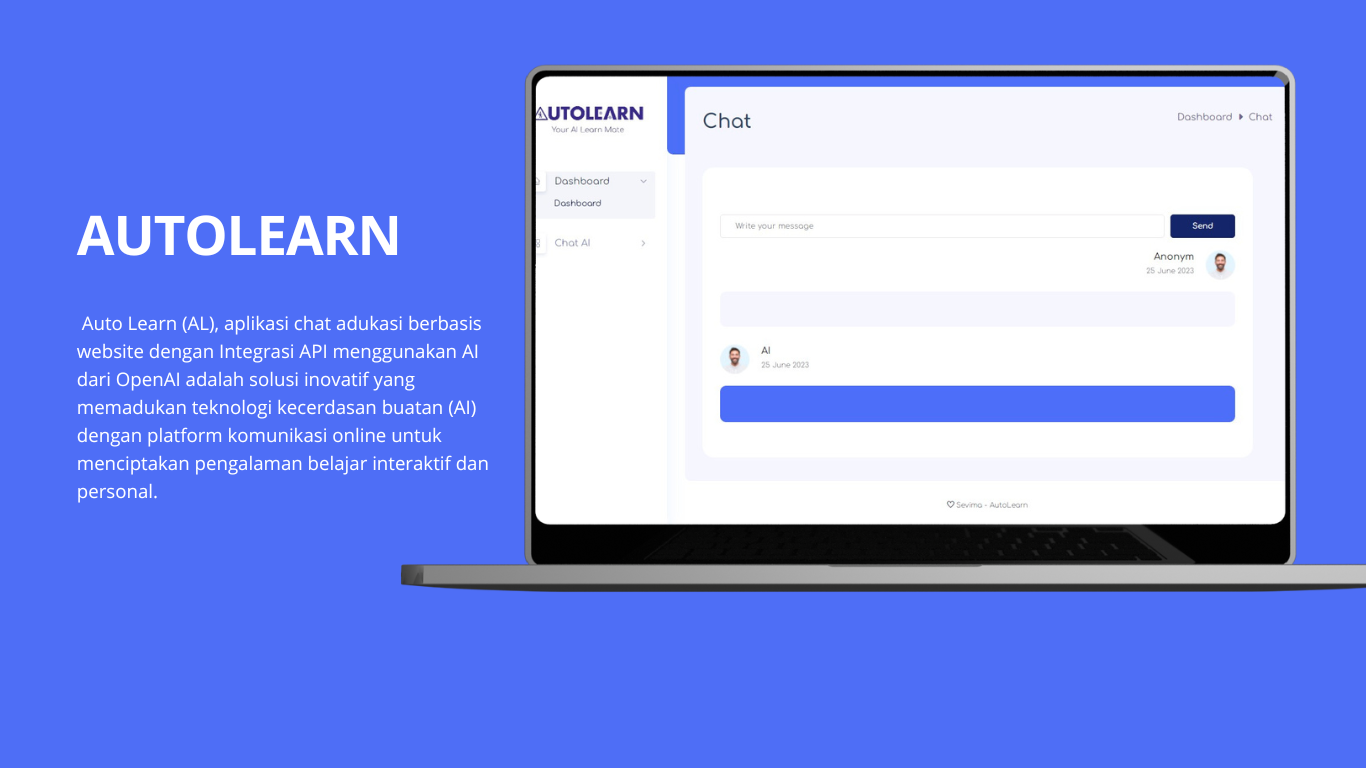 AUTOLEARN
Auto Learn (AL), aplikasi chat adukasi berbasis
website dengan Integrasi API menggunakan AI
dari OpenAI adalah solusi inovatif yang
memadukan teknologi kecerdasan buatan (AI)
dengan platform komunikasi online untuk
menciptakan pengalaman belajar interaktif dan
personal.
AUTOLEARN
Your AI Learn Mate
Dashboard
Dashboard
Chat AI
Chat
Dashboard Chat
Write your message
Send
Anonym
25 June 2023
AI
25 June 2023
Sevima - AutoLearn